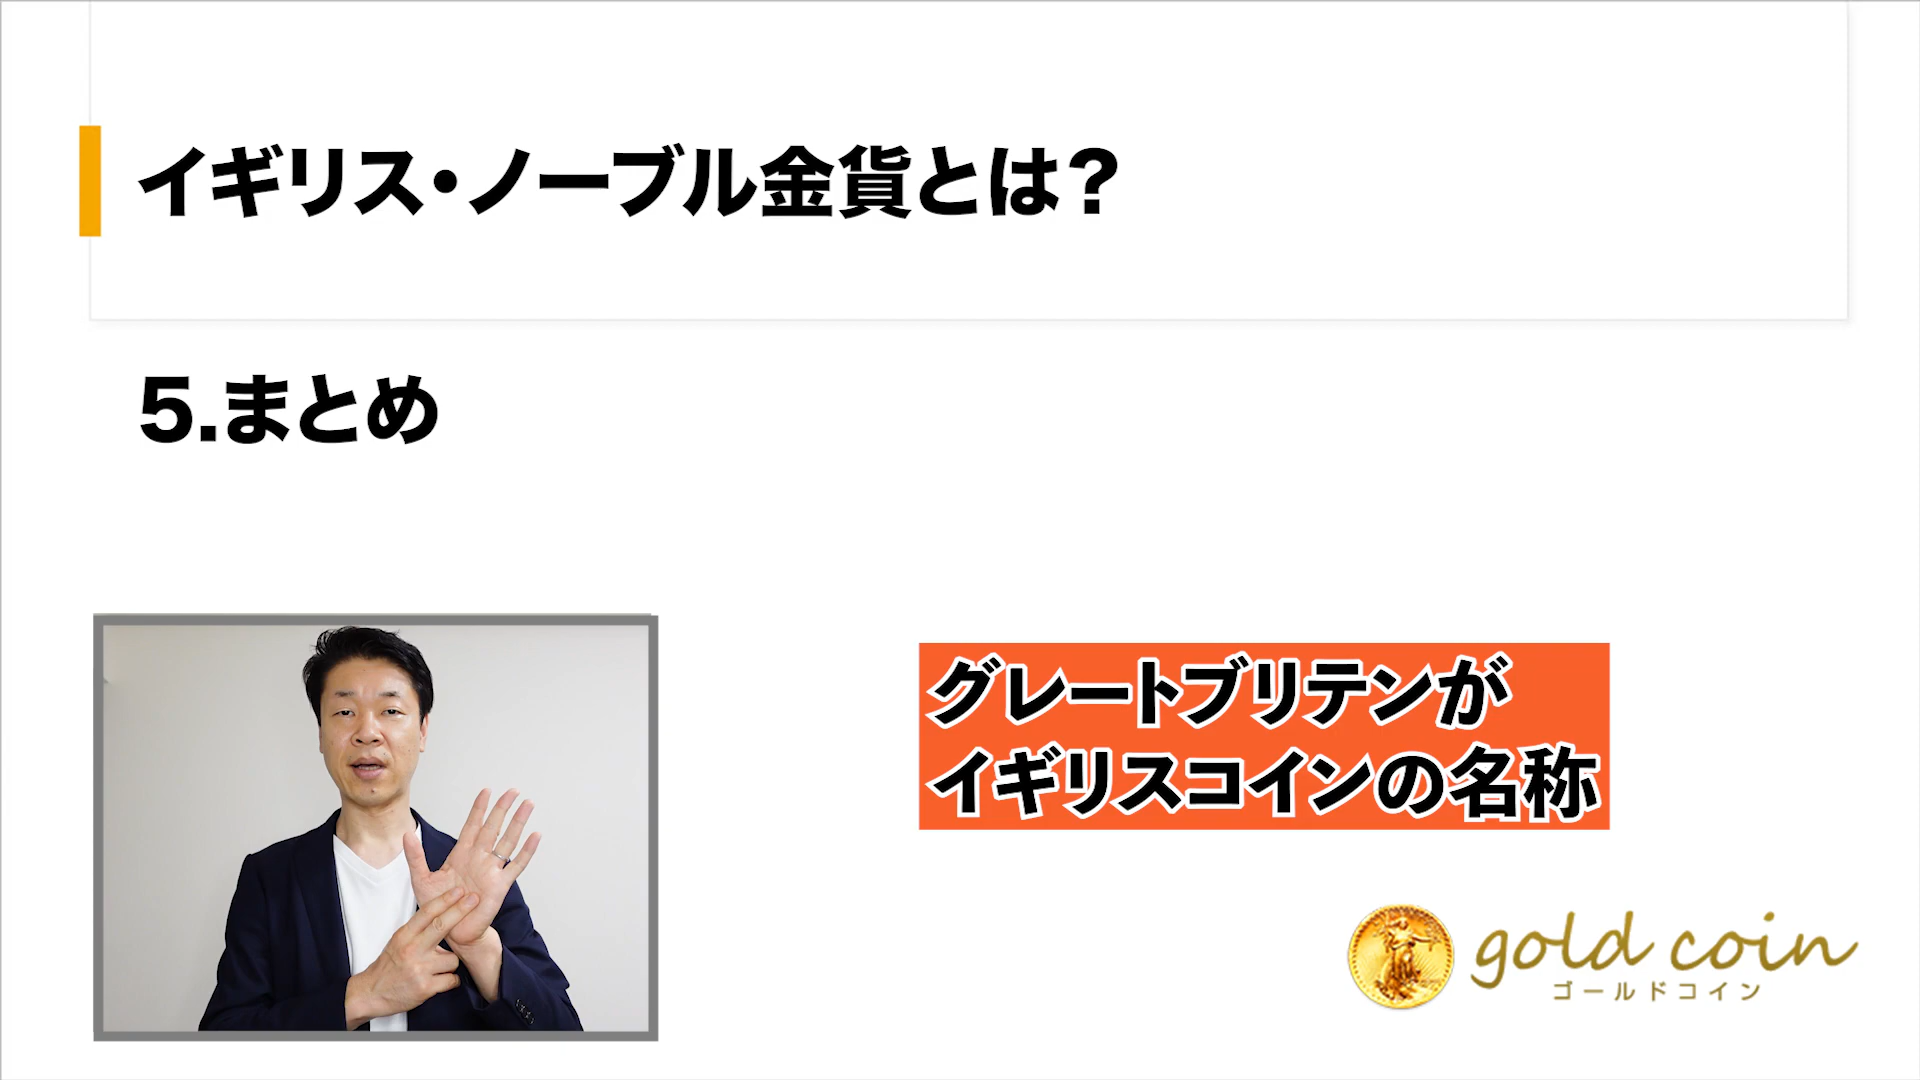 イギリス・ノーブル金貨とは？
5.まとめ
グレートブリテンが
イギリスコインの名称
gold coin
ゴールドコイン